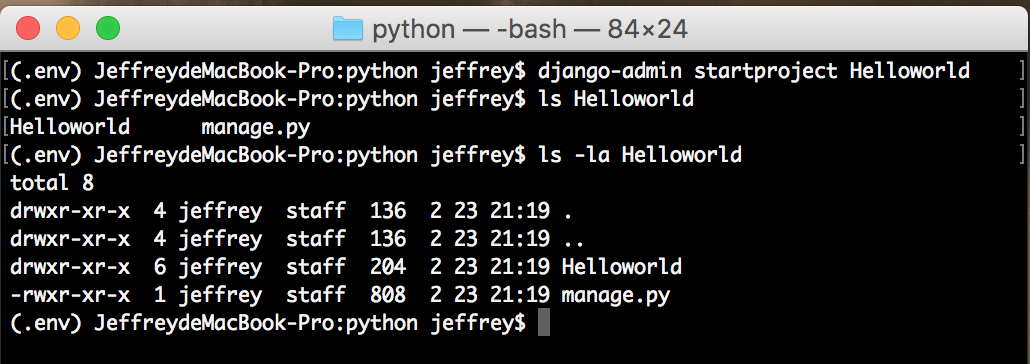 python — -bash — 84×24
(.env) JeffreydeMacBook-Pro:python jeffrey$ django-admin startproject Helloworld
(.env) JeffreydeMacBook-Pro:python jeffrey$ ls Helloworld
Helloworld      manage.py
(.env) JeffreydeMacBook-Pro:python jeffrey$ ls -la Helloworld
total 8
drwxr-xr-x  4 jeffrey  staff  136  2 23 21:19 .
drwxr-xr-x  4 jeffrey  staff  136  2 23 21:19 ..
drwxr-xr-x  6 jeffrey  staff  204  2 23 21:19 Helloworld
-rwxr-xr-x  1 jeffrey  staff  808  2 23 21:19 manage.py
(.env) JeffreydeMacBook-Pro:python jeffrey$